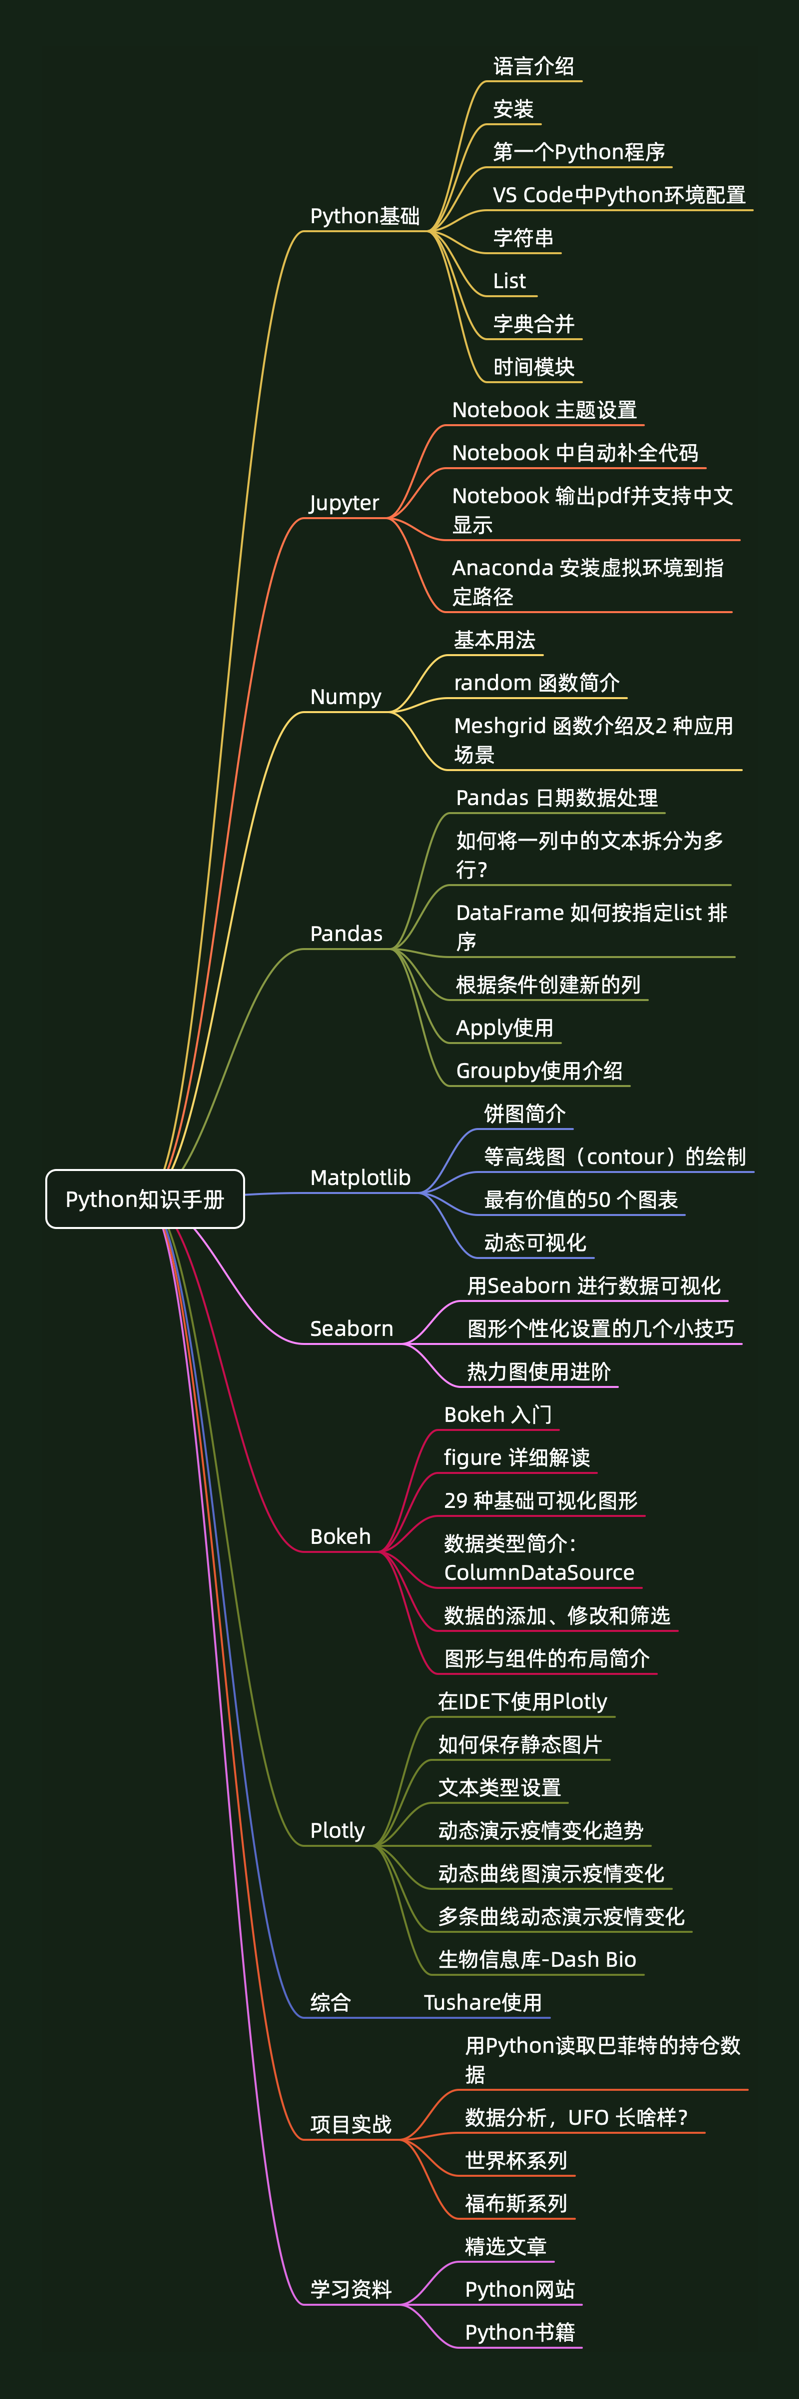 Python知识手册
Python基础
语言介绍
安装
第一个Python程序
VS Code中Python环境配置
字符串
List
字典合并
时间模块
Jupyter
Notebook 主题设置
Notebook 中自动补全代码
Notebook 输出pdf并支持中文
显示
Anaconda 安装虚拟环境到指
定路径
Numpy
基本用法
random 函数简介
Meshgrid 函数介绍及2 种应用
场景
Pandas
Pandas 日期数据处理
如何将一列中的文本拆分为多
行？
DataFrame 如何按指定list 排
序
根据条件创建新的列
Apply使用
Groupby使用介绍
Matplotlib
饼图简介
等高线图（contour）的绘制
最有价值的50 个图表
动态可视化
Seaborn
用Seaborn 进行数据可视化
图形个性化设置的几个小技巧
热力图使用进阶
Bokeh
Bokeh 入门
figure 详细解读
29 种基础可视化图形
数据类型简介：
ColumnDataSource
数据的添加、修改和筛选
图形与组件的布局简介
Plotly
在IDE下使用Plotly
如何保存静态图片
文本类型设置
动态演示疫情变化趋势
动态曲线图演示疫情变化
多条曲线动态演示疫情变化
生物信息库-Dash Bio
综合
Tushare使用
项目实战
用Python读取巴菲特的持仓数
据
数据分析，UFO 长啥样？
世界杯系列
福布斯系列
学习资料
精选文章
Python网站
Python书籍